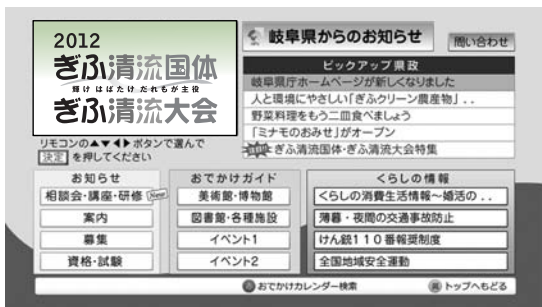 2012
ぎふ清流国体
輝け はばたけ だれもが主役
ぎふ清流大会
岐阜県からのお知らせ
問い合わせ
ピックアップ県政
岐阜県庁ホームページが新しくなりました
人と環境にやさしい「ぎふクリーン農産物」. .
野菜料理をもう二皿食べましょう
「ミナモのおみせ」がオープン
ぎふ清流国体・ぎふ清流大会特集
リモコンの▲▼◀▶ボタンで選んで
決定 を押してください
お知らせ
相談会・講座・研修 New
案内
募集
資格・試験
おでかけガイド
美術館・博物館
図書館・各種施設
イベント1
イベント2
くらしの情報
くらしの消費生活情報~婚活の . .
薄暮・夜間の交通事故防止
けん銃110番報奨制度
全国地域安全運動
おでかけカレンダー検索
トップへもどる